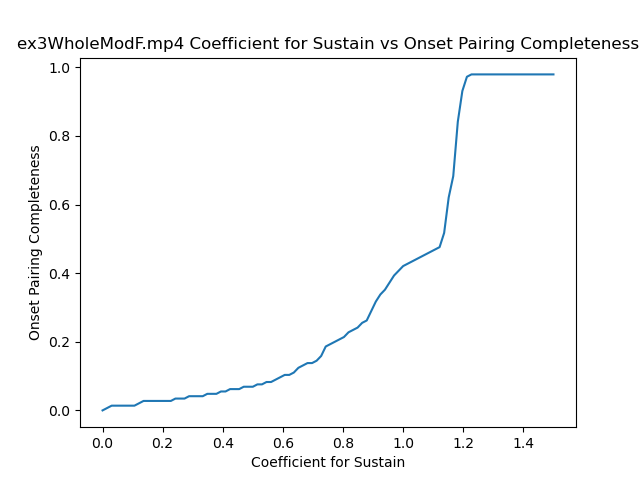 ex3WholeModF.mp4 Coefficient for Sustain vs Onset Pairing Completeness
1.0
0.8
0.6
0.4
0.2
0.0
Onset Pairing Completeness
0.0 0.2 0.4 0.6 0.8 1.0 1.2 1.4
Coefficient for Sustain